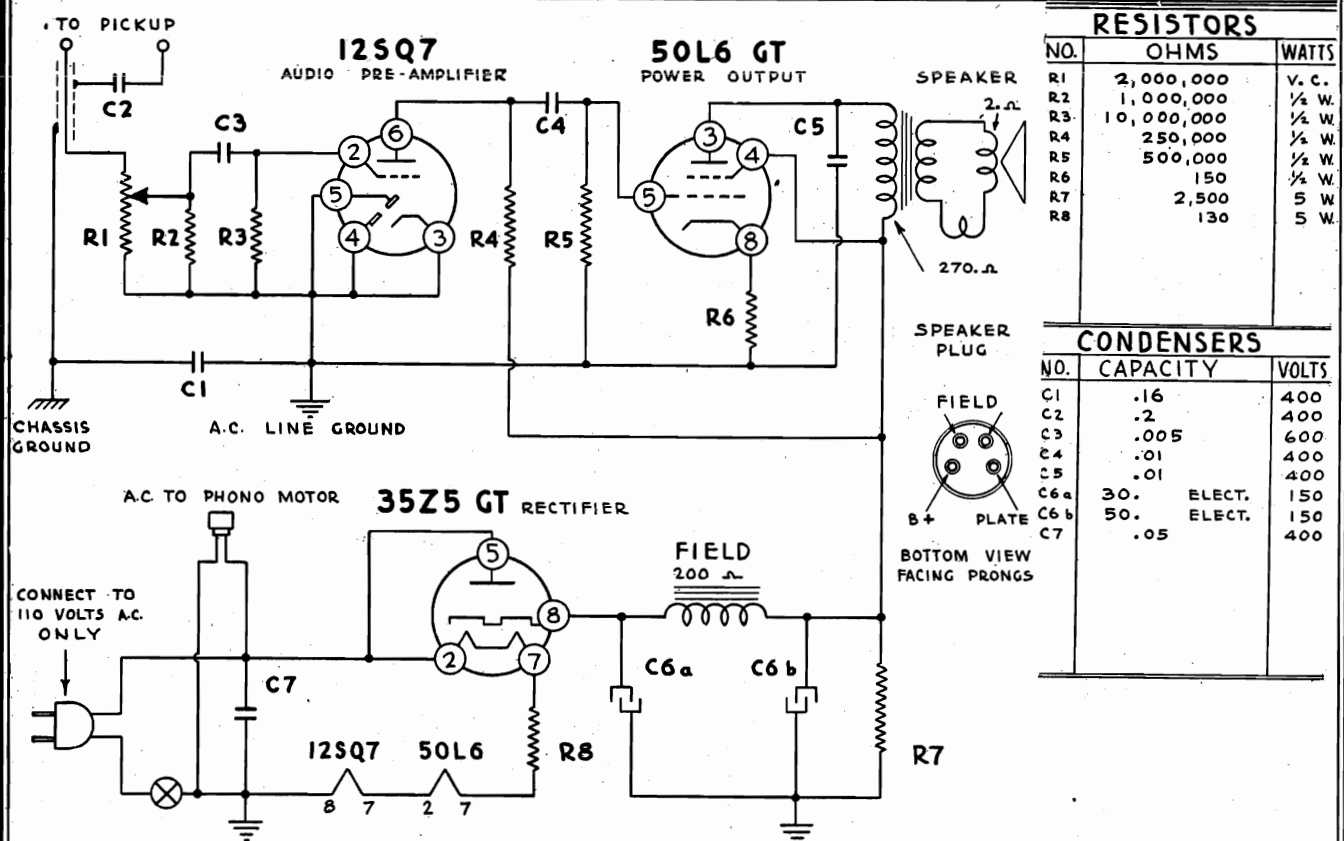 . TO PICKUP
C2
12SQ7
AUDIO PRE-AMPLIFIER
C3
2
6
5
4
3
R1
R2
R3
R4
C4
R5
50L6 GT
POWER OUTPUT
3
4
5
8
R6
C5
SPEAKER
2.Ω
270.Ω
C1
CHASSIS
GROUND
A.C. LINE GROUND
SPEAKER
PLUG
FIELD
B+ PLATE
BOTTOM VIEW
FACING PRONGS
A.C TO PHONO MOTOR
35Z5 GT RECTIFIER
CONNECT TO
110 VOLTS A.C.
ONLY
C7
5
8
2
7
FIELD
200 Ω
C6a
C6b
R7
12SQ7
50L6
R8
8 7 2 7
RESISTORS
NO. OHMS WATTS
R1 2,000,000 V. C.
R2 1,000,000 ½ W.
R3 10,000,000 ½ W.
R4 250,000 ½ W.
R5 500,000 ½ W.
R6 150 ½ W.
R7 2,500 5 W.
R8 130 5 W.
CONDENSERS
NO. CAPACITY VOLTS
C1 .16 400
C2 .2 400
C3 .005 600
C4 .01 400
C5 .01 400
C6a 30. ELECT. 150
C6b 50. ELECT. 150
C7 .05 400